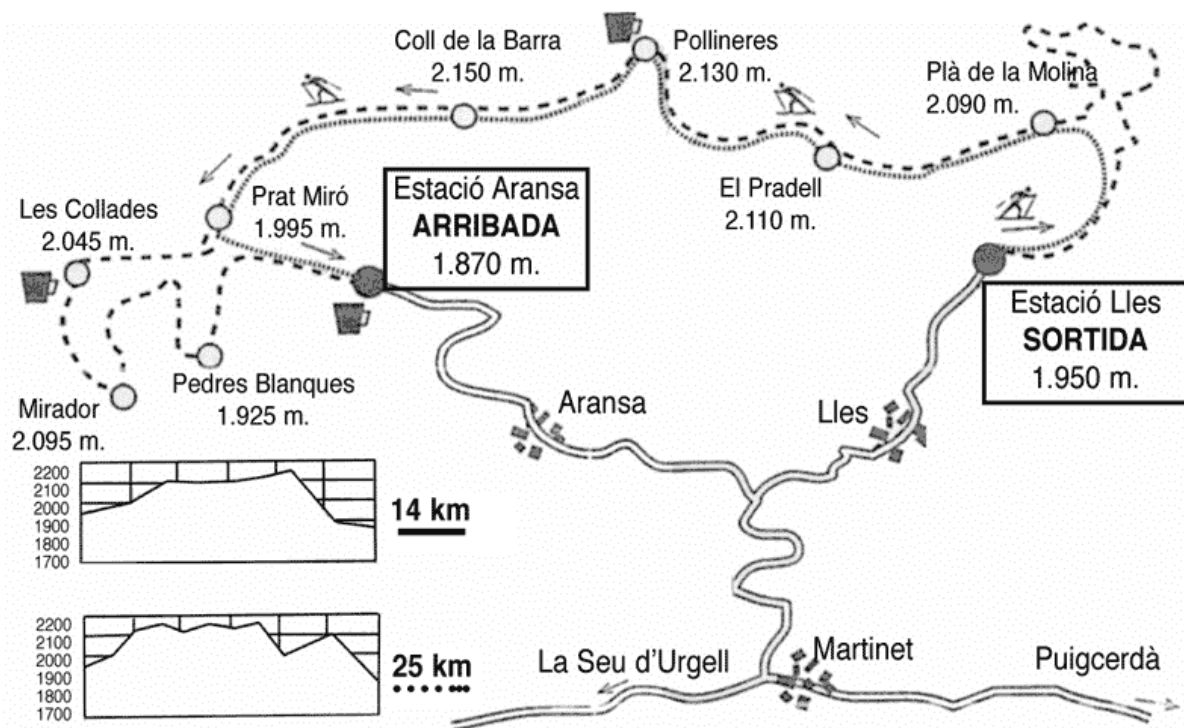 Coll de la Barra
2.150 m.
Pollineres
2.130 m.
Plà de la Molina
2.090 m.
El Pradell
2.110 m.
Les Collades
2.045 m.
Prat Miró
1.995 m.
Estació Aransa
ARRIBADA
1.870 m.
Estació Lles
SORTIDA
1.950 m.
Mirador
2.095 m.
Pedres Blanques
1.925 m.
Aransa
Lles
2200
2100
2000
1900
1800
1700
14 km
2200
2100
2000
1900
1800
1700
25 km
La Seu d'Urgell
Martinet
Puigcerdà